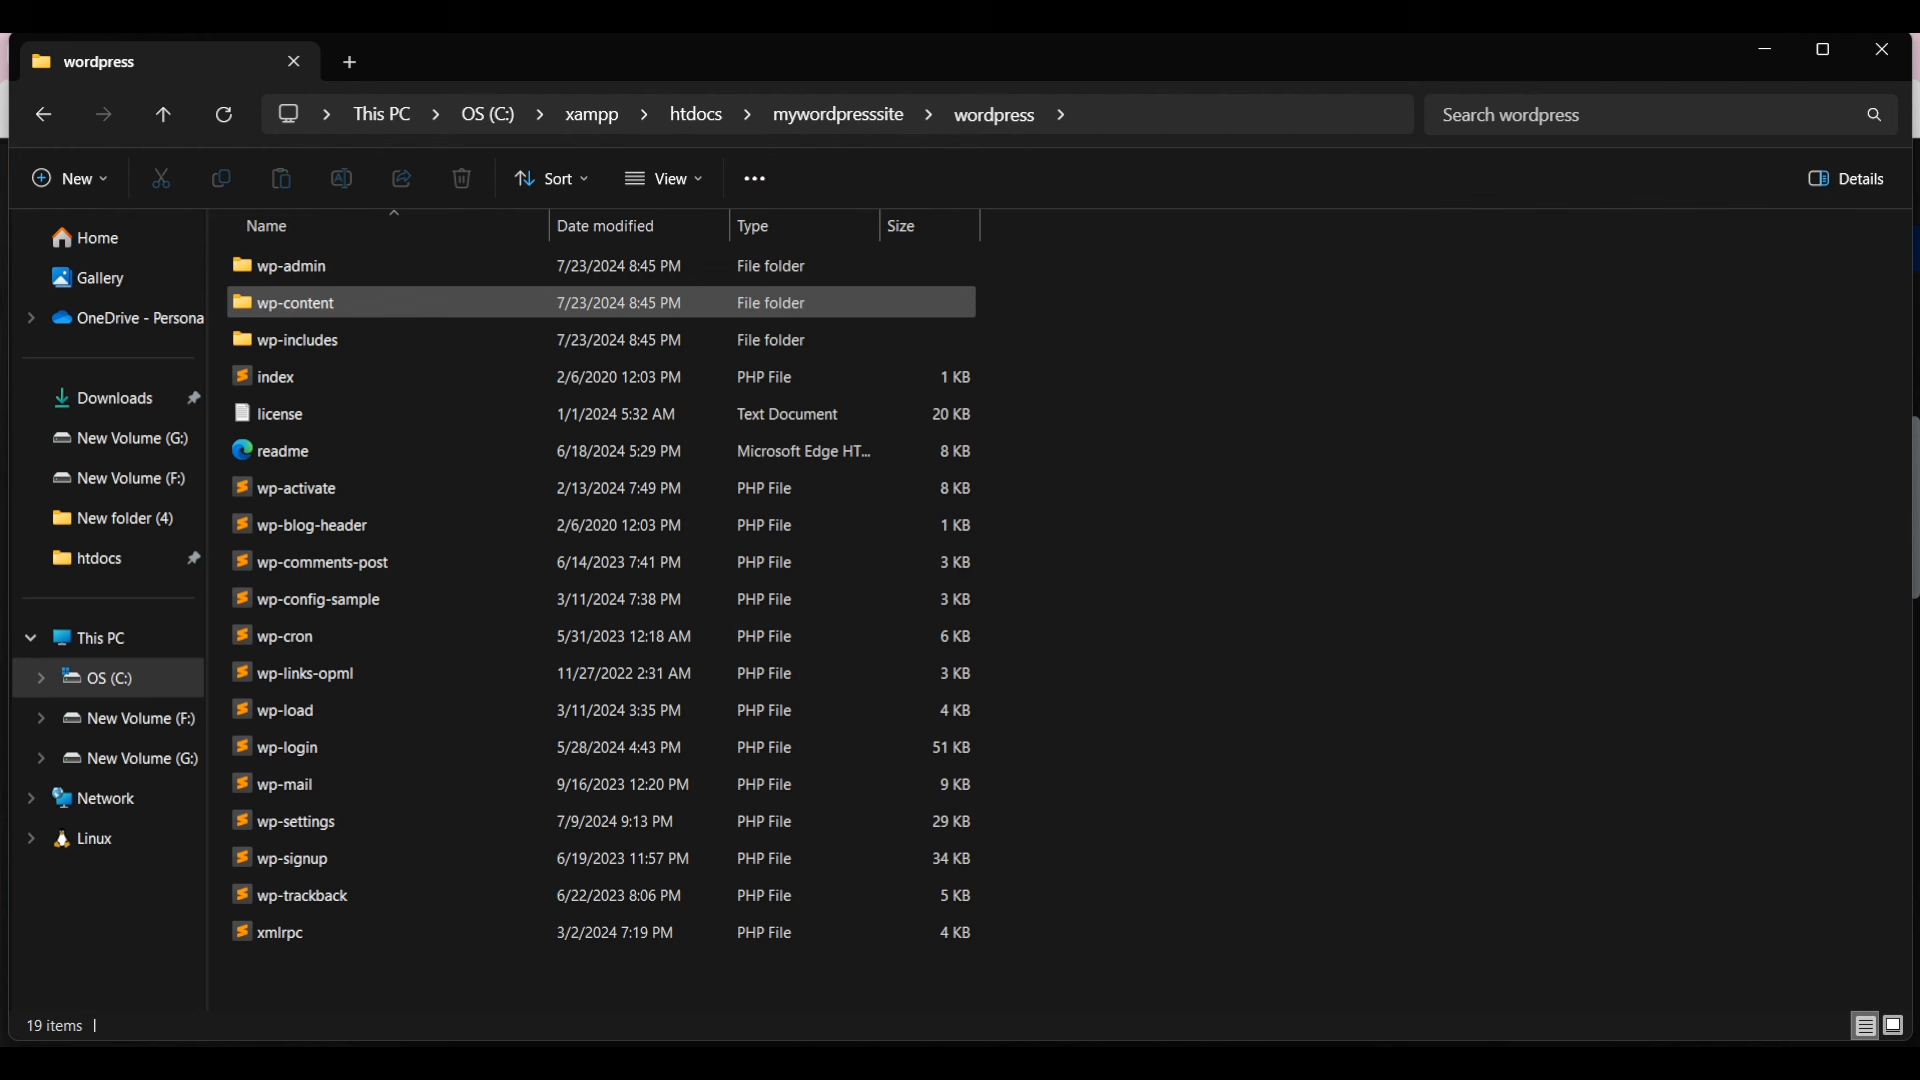 wordpress
This PC > OS (C:) > xampp > htdocs > mywordpresssite > wordpress >
Search wordpress
New
Sort
View
Details
Name Date modified Type Size
Home
Gallery
OneDrive - Persona
Downloads
New Volume (G:)
New Volume (F:)
New folder (4)
htdocs
This PC
OS (C:)
New Volume (F:)
New Volume (G:)
Network
Linux
wp-admin 7/23/2024 8:45 PM File folder
wp-content 7/23/2024 8:45 PM File folder
wp-includes 7/23/2024 8:45 PM File folder
index 2/6/2020 12:03 PM PHP File 1 KB
license 1/1/2024 5:32 AM Text Document 20 KB
readme 6/18/2024 5:29 PM Microsoft Edge HT... 8 KB
wp-activate 2/13/2024 7:49 PM PHP File 8 KB
wp-blog-header 2/6/2020 12:03 PM PHP File 1 KB
wp-comments-post 6/14/2023 7:41 PM PHP File 3 KB
wp-config-sample 3/11/2024 7:38 PM PHP File 3 KB
wp-cron 5/31/2023 12:18 AM PHP File 6 KB
wp-links-opml 11/27/2022 2:31 AM PHP File 3 KB
wp-load 3/11/2024 3:35 PM PHP File 4 KB
wp-login 5/28/2024 4:43 PM PHP File 51 KB
wp-mail 9/16/2023 12:20 PM PHP File 9 KB
wp-settings 7/9/2024 9:13 PM PHP File 29 KB
wp-signup 6/19/2023 11:57 PM PHP File 34 KB
wp-trackback 6/22/2023 8:06 PM PHP File 5 KB
xmlrpc 3/2/2024 7:19 PM PHP File 4 KB
19 items